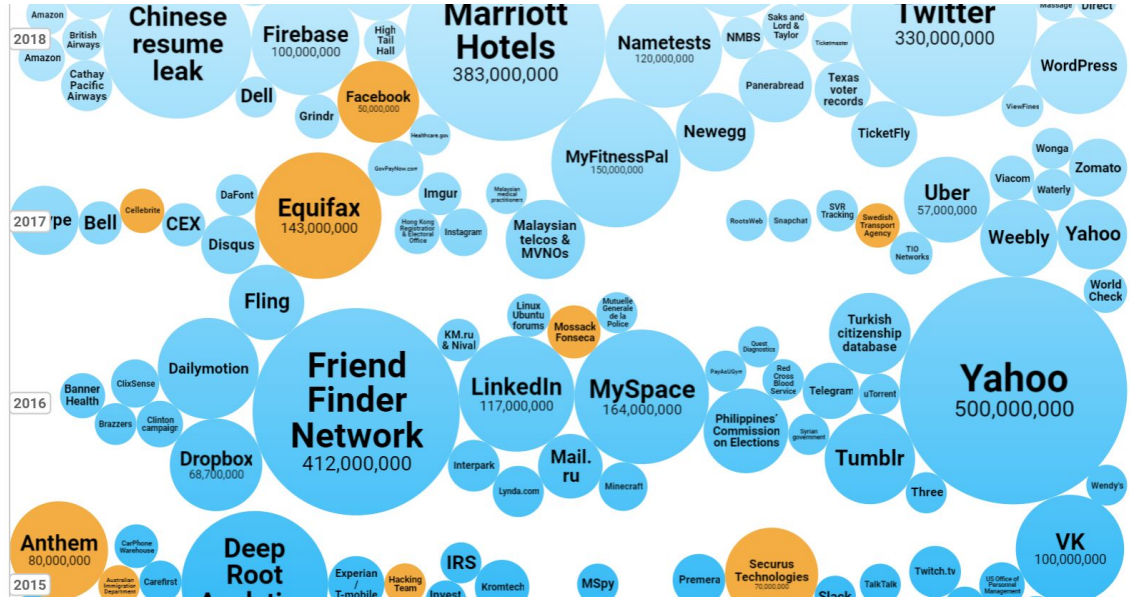 Amazon
2018
British
Airways
Amazon
Cathay
Pacific
Airways
Chinese
resume
leak
Dell
Firebase
100,000,000
High
Tail
Hall
Grindr
Facebook
50,000,000
Healthcare.gov
GovPayNow.com
Marriott
Hotels
383,000,000
Nametests
120,000,000
NMBS
Saks and
Lord &
Taylor
Ticketmaster
Panerabread
Texas
voter
records
Twitter
330,000,000
Massage
Direct
WordPress
ViewFines
TicketFly
Newegg
MyFitnessPal
150,000,000
2017
ype
Bell
Cellebrite
CEX
DaFont
Disqus
Equifax
143,000,000
Imgur
Hong Kong
Registration
& Electoral
Office
Instagram
Malaysian
medical
practitioners
Malaysian
telcos &
MVNOs
RootsWeb
Snapchat
SVR
Tracking
Swedish
Transport
Agency
TIO
Networks
Uber
57,000,000
Viacom
Wonga
Waterly
Zomato
Weebly
Yahoo
World
Check
Fling
2016
Banner
Health
ClixSense
Brazzers
Clinton
campaign
Dailymotion
Dropbox
68,700,000
Friend
Finder
Network
412,000,000
KM.ru
& Nival
Linux
Ubuntu
forums
Mossack
Fonseca
Mutuelle
Generale
de la
Police
LinkedIn
117,000,000
MySpace
164,000,000
Interpark
Lynda.com
Mail.
ru
Minecraft
Quest
Diagnostics
PayAsUGym
Red
Cross
Blood
Service
Philippines'
Commission
on Elections
Syrian
government
Telegram
uTorrent
Turkish
citizenship
database
Tumblr
Three
Yahoo
500,000,000
Wendy's
2015
Anthem
80,000,000
CarPhone
Warehouse
Australian
Immigration
Department
Carefirst
Deep
Root
Analytics
Experian
/
T-mobile
Hacking
Team
IRS
Invest
Kromtech
MSpy
Premera
Securus
Technologies
70,000,000
Slack
TalkTalk
Twitch.tv
US Office of
Personnel
Management
VK
100,000,000